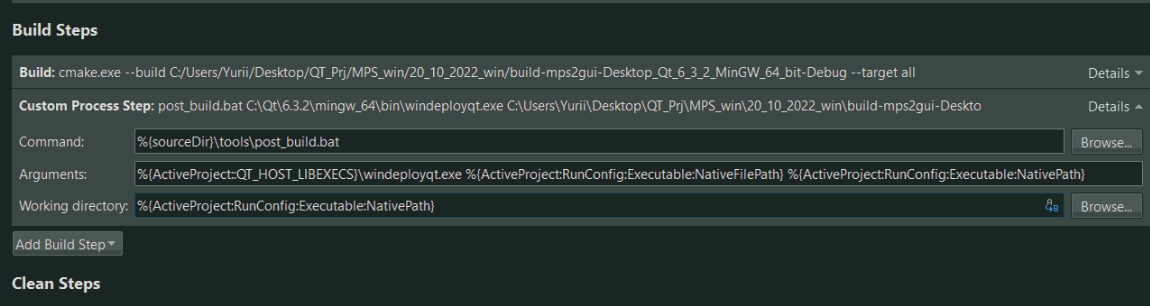 Build Steps
Build: cmake.exe --build C:/Users/Yurii/Desktop/QT_Prj/MPS_win/20_10_2022_win/build-mps2gui-Desktop_Qt_6_3_2_MinGW_64_bit-Debug --target all Details
Custom Process Step: post_build.bat C:\Qt\6.3.2\mingw_64\bin\windeployqt.exe C:\Users\Yurii\Desktop\QT_Prj\MPS_win\20_10_2022_win\build-mps2gui-Deskto Details
Command: %{sourceDir}\tools\post_build.bat Browse...
Arguments: %{ActiveProject::QT_HOST_LIBEXECS}\windeployqt.exe %{ActiveProject:RunConfig:Executable:NativeFilePath} %{ActiveProject:RunConfig:Executable:NativePath}
Working directory: %{ActiveProject:RunConfig:Executable:NativePath} Browse...
Add Build Step
Clean Steps